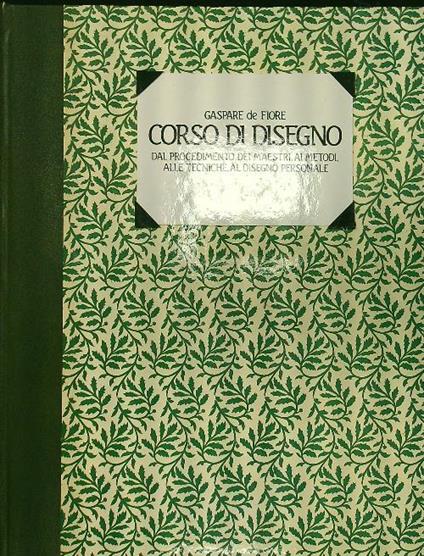 GASPARE de FIORE
CORSO DI DISEGNO
DAL PROCEDIMENTO DEI MAESTRI, AI METODI,
ALLE TECNICHE, AL DISEGNO PERSONALE